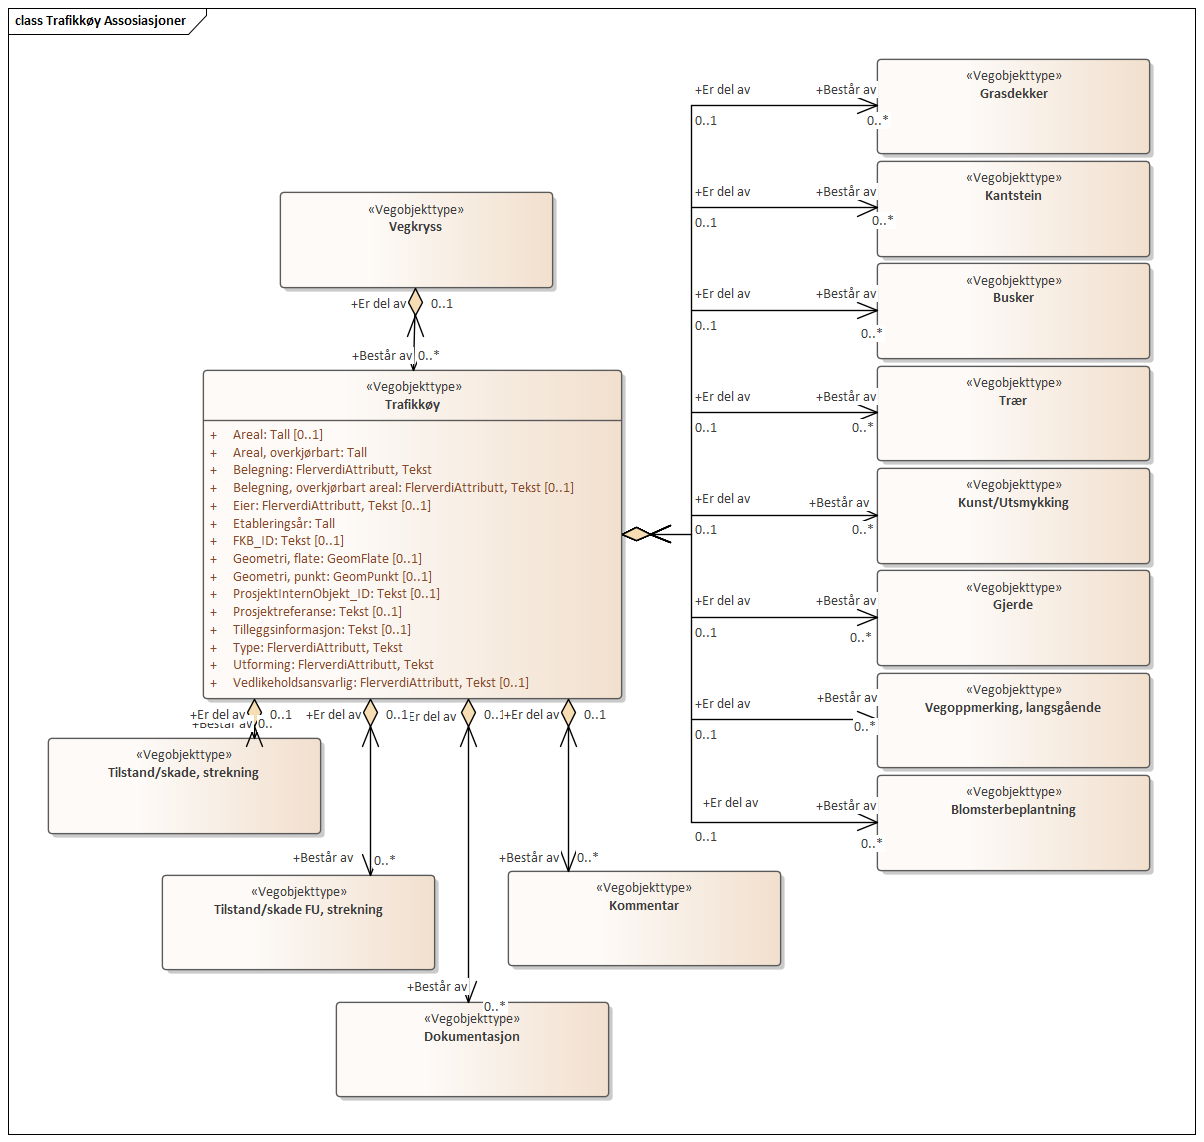 class Trafikkøy Assosiasjoner
«Vegobjekttype»
Grasdekker
+Er del av
+Består av
0..1
0..*
«Vegobjekttype»
Kantstein
+Er del av
+Består av
0..1
0..*
«Vegobjekttype»
Vegkryss
+Er del av
0..1
+Består av
0..*
«Vegobjekttype»
Busker
+Er del av
+Består av
0..1
0..*
«Vegobjekttype»
Trær
+Er del av
+Består av
0..1
0..*
«Vegobjekttype»
Trafikkøy
+ Areal: Tall [0..1]
+ Areal, overkjørbart: Tall
+ Belegning: FlerverdiAttributt, Tekst
+ Belegning, overkjørbart areal: FlerverdiAttributt, Tekst [0..1]
+ Eier: FlerverdiAttributt, Tekst [0..1]
+ Etableringsår: Tall
+ FKB_ID: Tekst [0..1]
+ Geometri, flate: GeomFlate [0..1]
+ Geometri, punkt: GeomPunkt [0..1]
+ ProsjektInternObjekt_ID: Tekst [0..1]
+ Prosjektreferanse: Tekst [0..1]
+ Tilleggsinformasjon: Tekst [0..1]
+ Type: FlerverdiAttributt, Tekst
+ Utforming: FlerverdiAttributt, Tekst
+ Vedlikeholdsansvarlig: FlerverdiAttributt, Tekst [0..1]
«Vegobjekttype»
Kunst/Utsmykking
+Er del av
+Består av
0..1
0..*
«Vegobjekttype»
Gjerde
+Er del av
+Består av
0..1
0..*
«Vegobjekttype»
Vegoppmerking, langsgående
+Er del av
+Består av
0..1
0..*
«Vegobjekttype»
Blomsterbeplantning
+Er del av
+Består av
0..1
0..*
+Er del av
0..1
+Består av
0..
«Vegobjekttype»
Tilstand/skade, strekning
+Er del av
0..1
+Består av
0..*
«Vegobjekttype»
Tilstand/skade FU, strekning
Er del av
0..1
+Består av
0..*
«Vegobjekttype»
Dokumentasjon
+Er del av
0..1
+Består av
0..*
«Vegobjekttype»
Kommentar